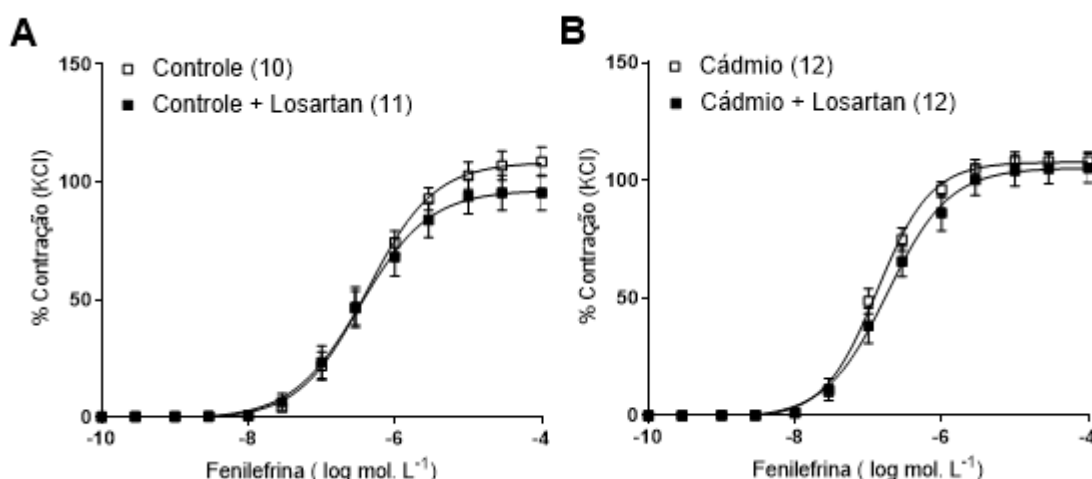 A
Controle (10)
Controle + Losartan (11)
150
100
50
0
% Contração (KCl)
-10
-8
-6
-4
Fenilefrina ( log mol. L⁻¹)
B
Cádmio (12)
Cádmio + Losartan (12)
150
100
50
0
% Contração (KCl)
-10
-8
-6
-4
Fenilefrina ( log mol. L⁻¹)